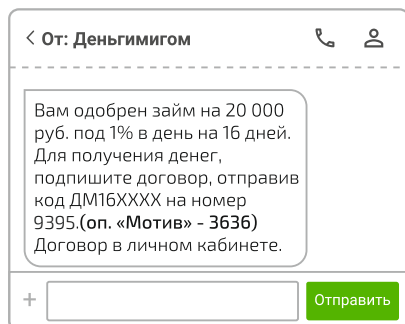 От: Деньгимигом
Вам одобрен займ на 20 000
руб. под 1% в день на 16 дней.
Для получения денег,
подпишите договор, отправив
код ДМ16XXXX на номер
9395.(оп. «Мотив» - 3636)
Договор в личном кабинете.
Отправить